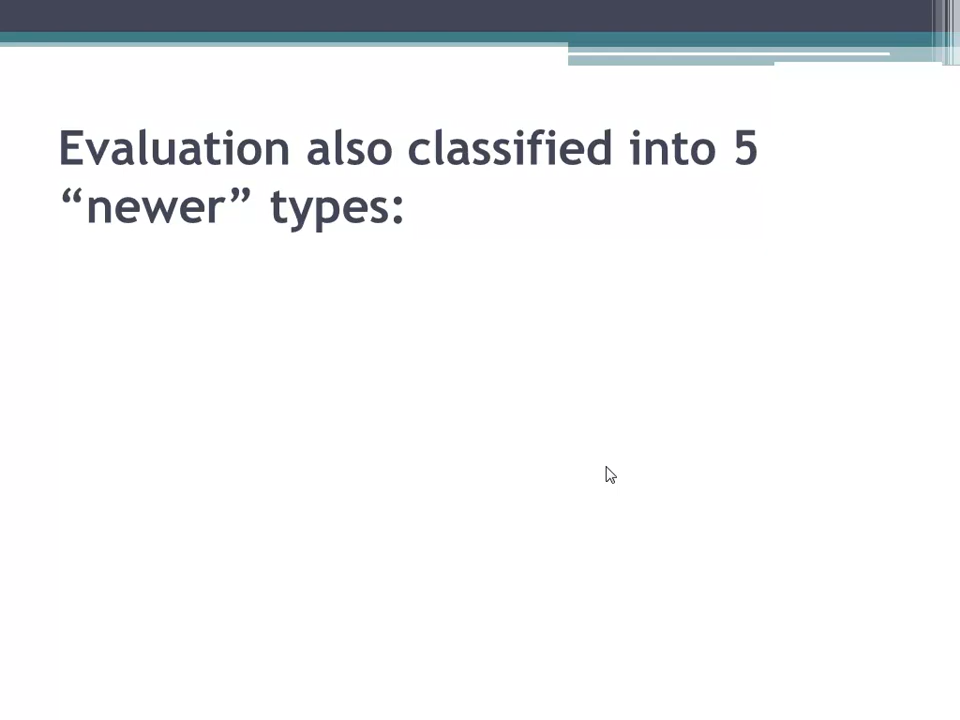 Evaluation also classified into 5
“newer” types: